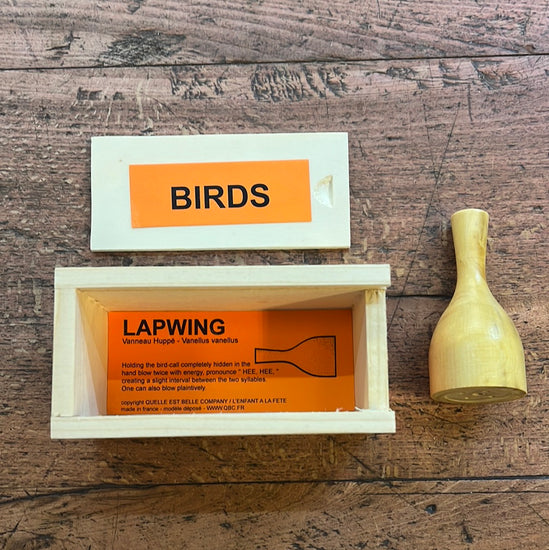 BIRDS
LAPWING
Vanneau Huppé - Vanellus vanellus
Holding the bird-call completely hidden in the
hand blow twice with energy, pronounce " HEE, HEE, "
creating a slight interval between the two syllables.
One can also blow plaintively.
copyright QUELLE EST BELLE COMPANY / L'ENFANT A LA FETE
made in france - modèle déposé - WWW.QBC.FR